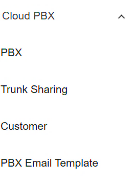 Cloud PBX
PBX
Trunk Sharing
Customer
PBX Email Template